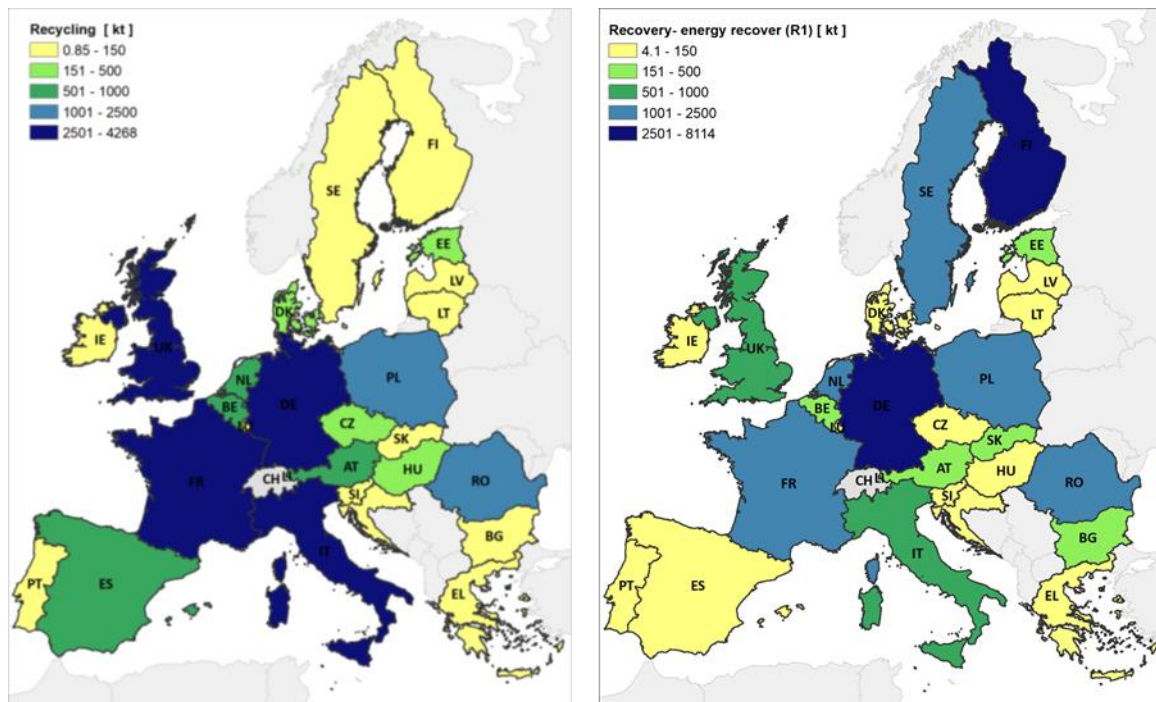 Recycling [ kt ]
0.85 - 150
151 - 500
501 - 1000
1001 - 2500
2501 - 4268
FI
SE
EE
LV
LT
DK
IE
UK
NL
PL
BE
DE
CZ
SK
AT
HU
CH
LI
FR
SI
RO
IT
BG
PT
ES
EL
Recovery- energy recover (R1) [ kt ]
4.1 - 150
151 - 500
501 - 1000
1001 - 2500
2501 - 8114
FI
SE
EE
LV
LT
DK
IE
UK
NL
PL
BE
DE
CZ
SK
AT
HU
CH
LI
FR
SI
RO
IT
BG
PT
ES
EL